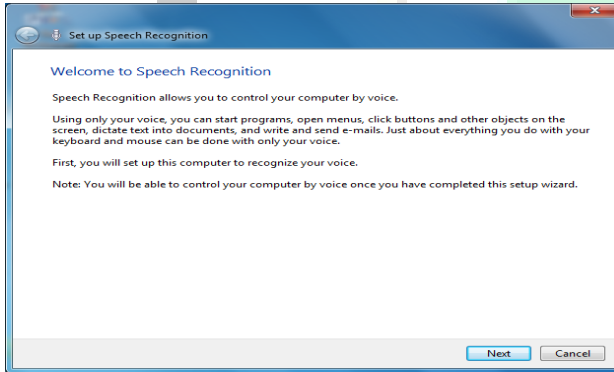 Set up Speech Recognition
Welcome to Speech Recognition
Speech Recognition allows you to control your computer by voice.
Using only your voice, you can start programs, open menus, click buttons and other objects on the
screen, dictate text into documents, and write and send e-mails. Just about everything you do with your
keyboard and mouse can be done with only your voice.
First, you will set up this computer to recognize your voice.
Note: You will be able to control your computer by voice once you have completed this setup wizard.
Next Cancel